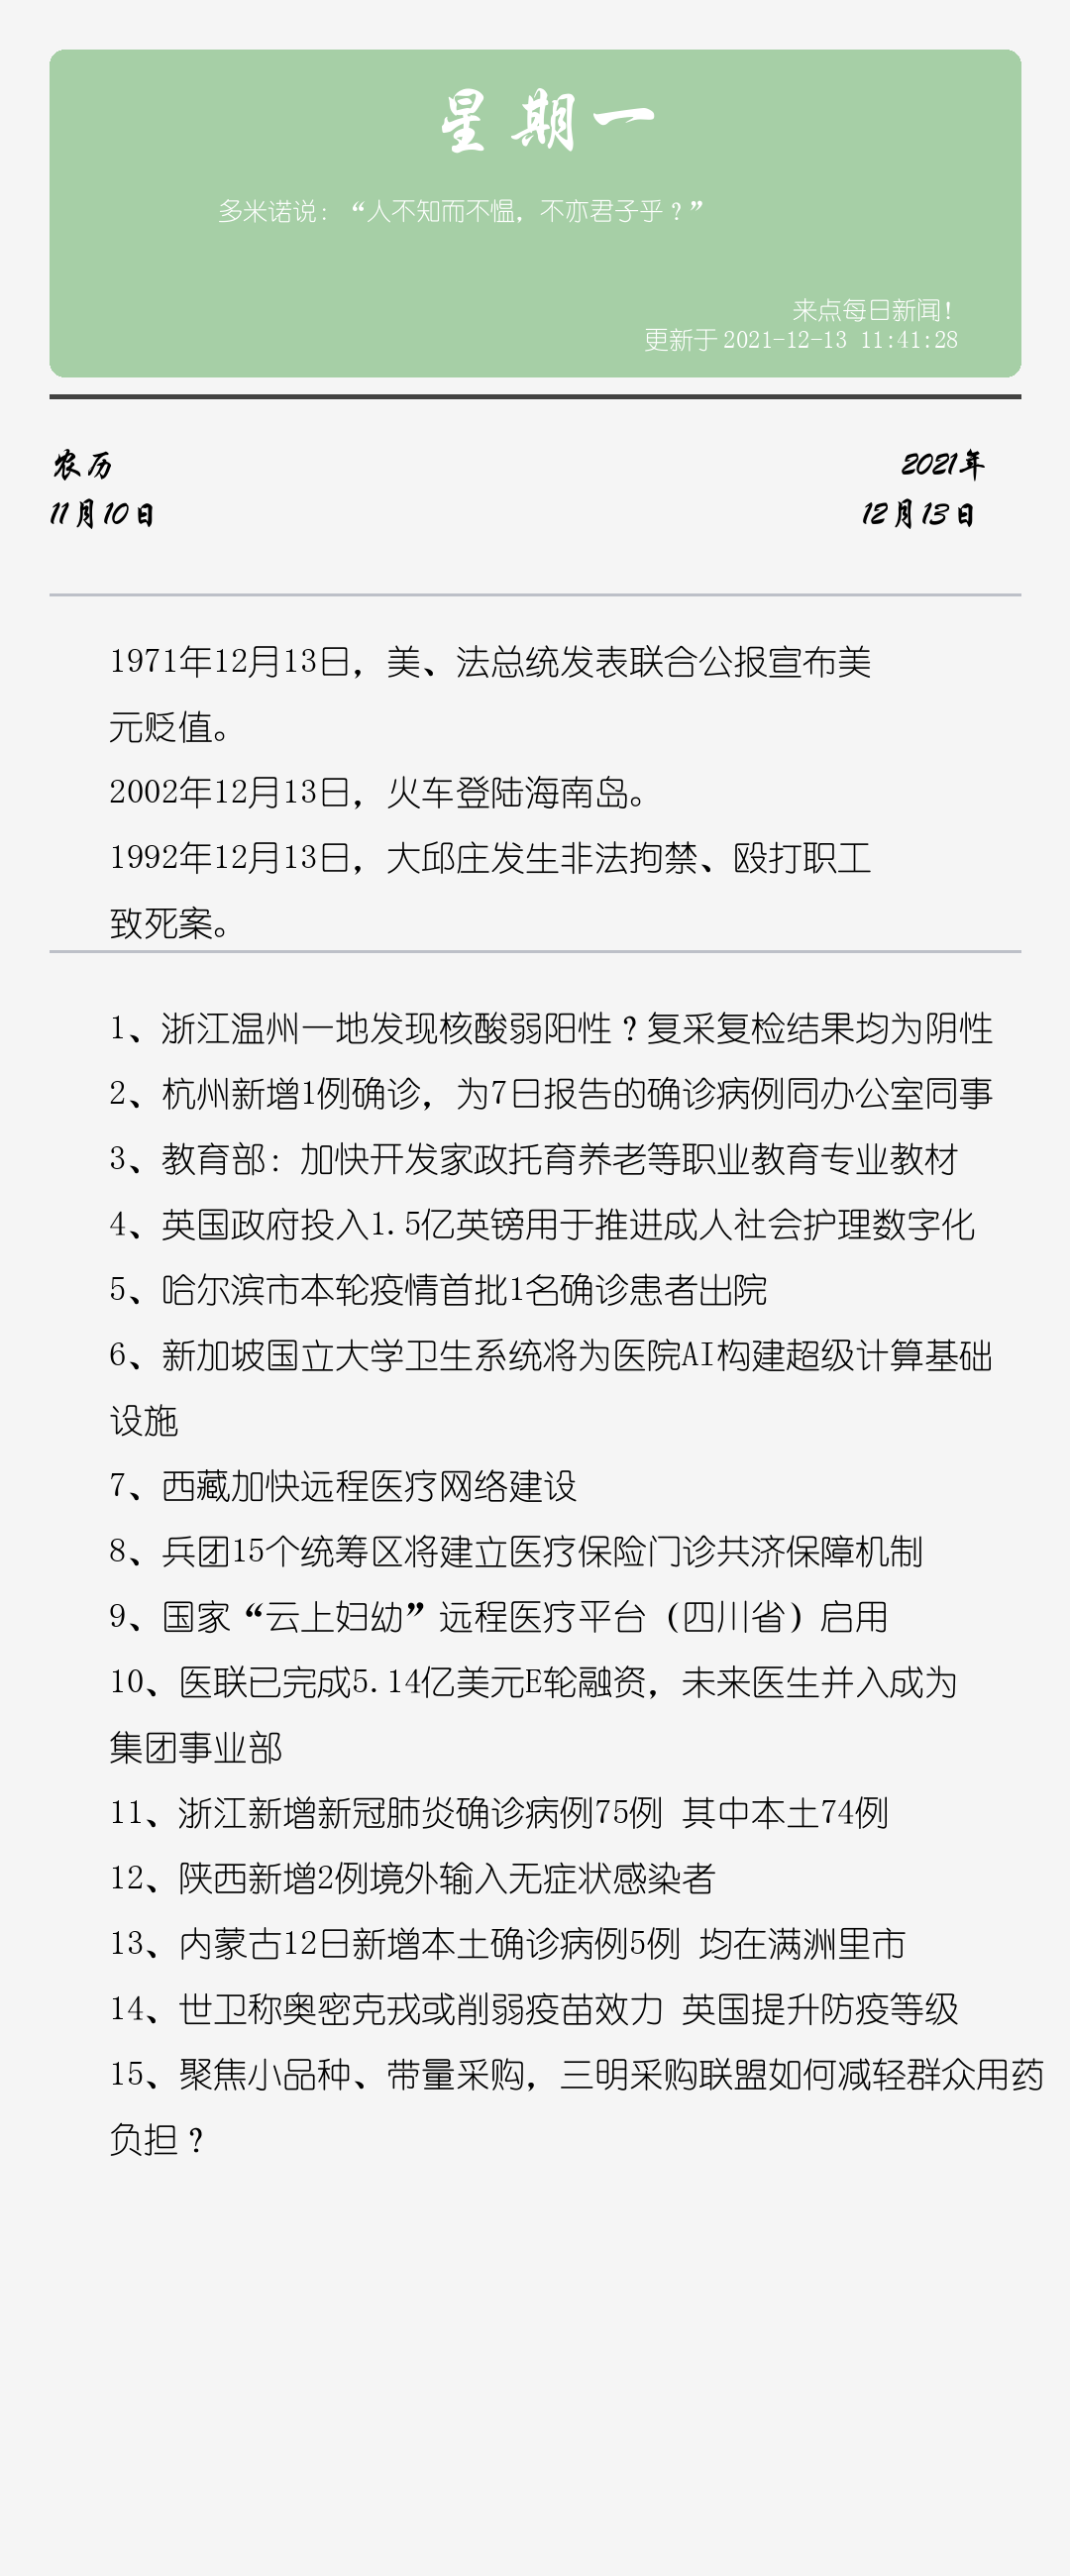 星期一
多米诺说：“人不知而不愠，不亦君子乎？”
来点每日新闻！
更新于2021-12-13 11:41:28
农历
2021年
11月10日
12月13日
1971年12月13日，美、法总统发表联合公报宣布美
元贬值。
2002年12月13日，火车登陆海南岛。
1992年12月13日，大邱庄发生非法拘禁、殴打职工
致死案。
1、浙江温州一地发现核酸弱阳性？复采复检结果均为阴性
2、杭州新增1例确诊，为7日报告的确诊病例同办公室同事
3、教育部：加快开发家政托育养老等职业教育专业教材
4、英国政府投入1.5亿英镑用于推进成人社会护理数字化
5、哈尔滨市本轮疫情首批1名确诊患者出院
6、新加坡国立大学卫生系统将为医院AI构建超级计算基础
设施
7、西藏加快远程医疗网络建设
8、兵团15个统筹区将建立医疗保险门诊共济保障机制
9、国家“云上妇幼”远程医疗平台（四川省）启用
10、医联已完成5.14亿美元E轮融资，未来医生并入成为
集团事业部
11、浙江新增新冠肺炎确诊病例75例 其中本土74例
12、陕西新增2例境外输入无症状感染者
13、内蒙古12日新增本土确诊病例5例 均在满洲里市
14、世卫称奥密克戎或削弱疫苗效力 英国提升防疫等级
15、聚焦小品种、带量采购，三明采购联盟如何减轻群众用药
负担？